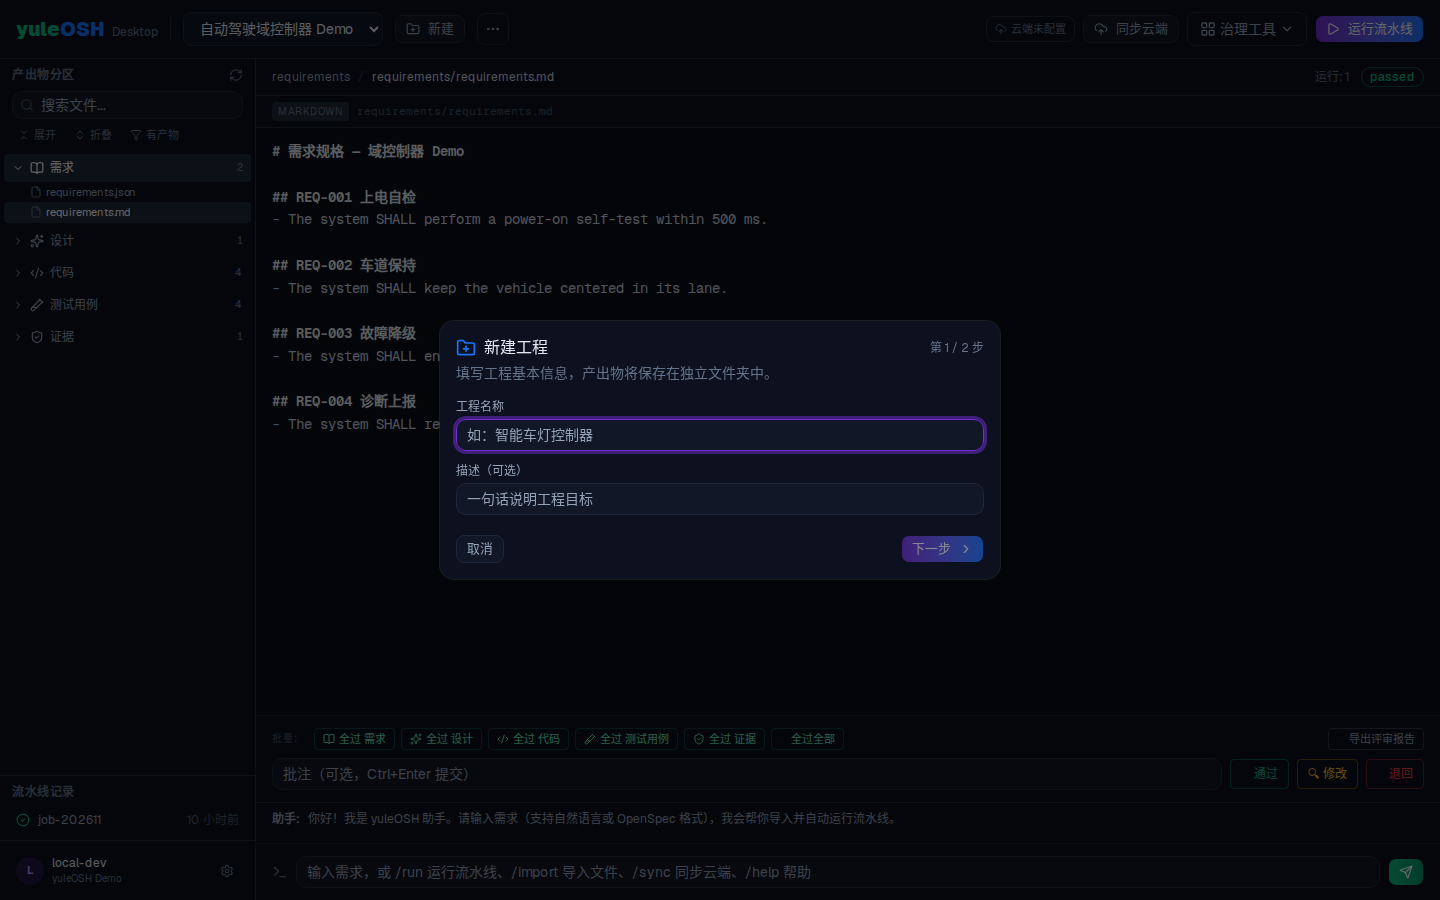 yuleOSH Desktop
自动驾驶域控制器 Demo
新建
云端未配置
同步云端
治理工具
运行流水线
产出物分区
搜索文件...
展开
折叠
有产物
需求 2
requirements.json
requirements.md
设计 1
代码 4
测试用例 4
证据 1
流水线记录
job-202611 10 小时前
L
local-dev
yuleOSH Demo
requirements / requirements/requirements.md
运行: 1 passed
MARKDOWN requirements/requirements.md
# 需求规格 — 域控制器 Demo
## REQ-001 上电自检
- The system SHALL perform a power-on self-test within 500 ms.
## REQ-002 车道保持
- The system SHALL keep the vehicle centered in its lane.
## REQ-003 故障降级
- The system SHALL en
## REQ-004 诊断上报
- The system SHALL re
新建工程
第 1 / 2 步
填写工程基本信息，产出物将保存在独立文件夹中。
工程名称
如：智能车灯控制器
描述（可选）
一句话说明工程目标
取消
下一步
批量：
全过 需求
全过 设计
全过 代码
全过 测试用例
全过 证据
全过全部
导出评审报告
批注（可选，Ctrl+Enter 提交）
通过
修改
退回
助手： 你好！我是 yuleOSH 助手。请输入需求（支持自然语言或 OpenSpec 格式），我会帮你导入并自动运行流水线。
输入需求，或 /run 运行流水线、/import 导入文件、/sync 同步云端、/help 帮助